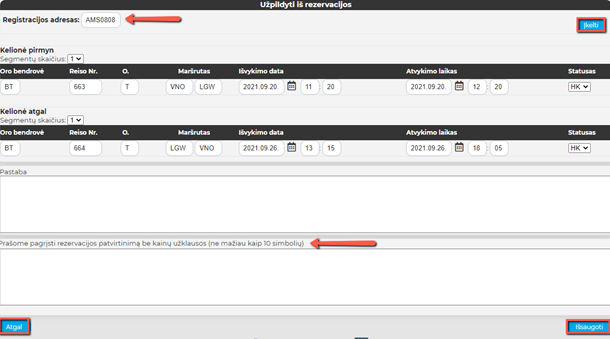 Užpildyti iš rezervacijos
Registracijos adresas: AMS0808
Įkelti
Kelionė pirmyn
Segmentų skaičius: 1
Oro bendrovė Reiso Nr. O. Maršrutas Išvykimo data Atvykimo laikas Statusas
BT 663 T VNO LGW 2021.09.20. 11 : 20 2021.09.20. 12 : 20 HK
Kelionė atgal
Segmentų skaičius: 1
Oro bendrovė Reiso Nr. O. Maršrutas Išvykimo data Atvykimo laikas Statusas
BT 664 T LGW VNO 2021.09.26. 13 : 15 2021.09.26. 18 : 05 HK
Pastaba
Prašome pagrįsti rezervacijos patvirtinimą be kainų užklausos (ne mažiau kaip 10 simbolių)
Atgal Išsaugoti